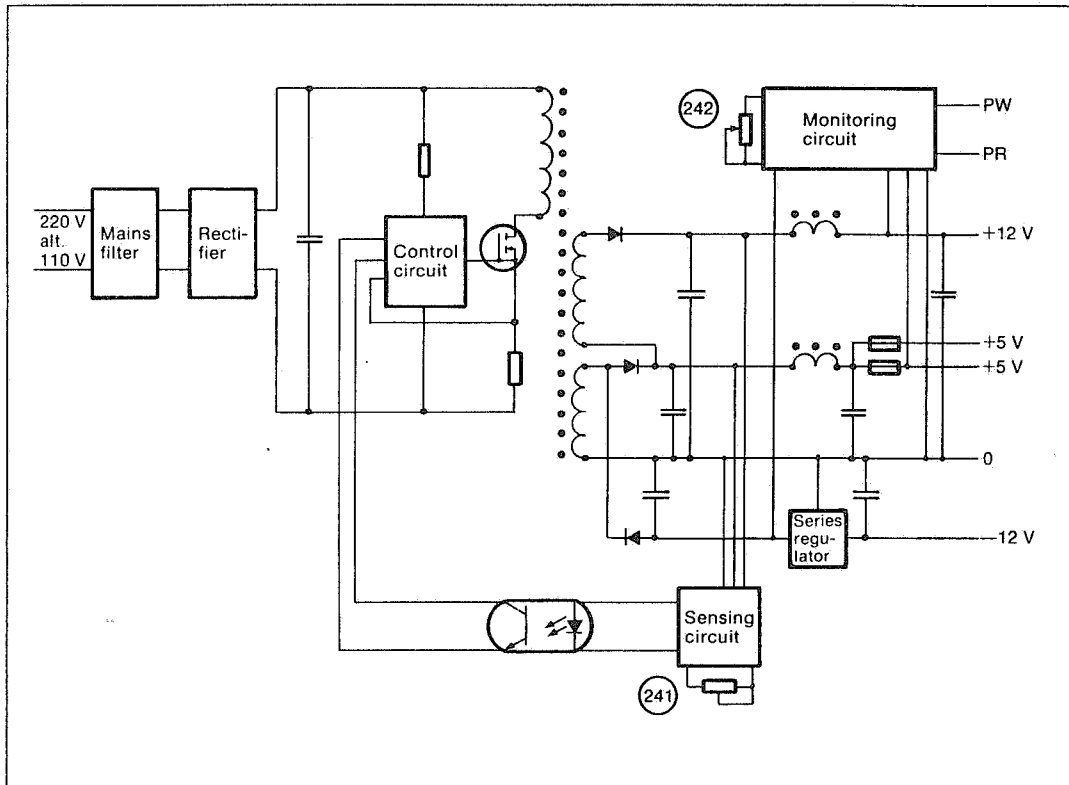 220 V
alt.
110 V
Mains
filter
Recti-
fier
Control
circuit
242
Monitoring
circuit
PW
PR
+12 V
+5 V
+5 V
0
Series
regu-
lator
−12 V
Sensing
circuit
241